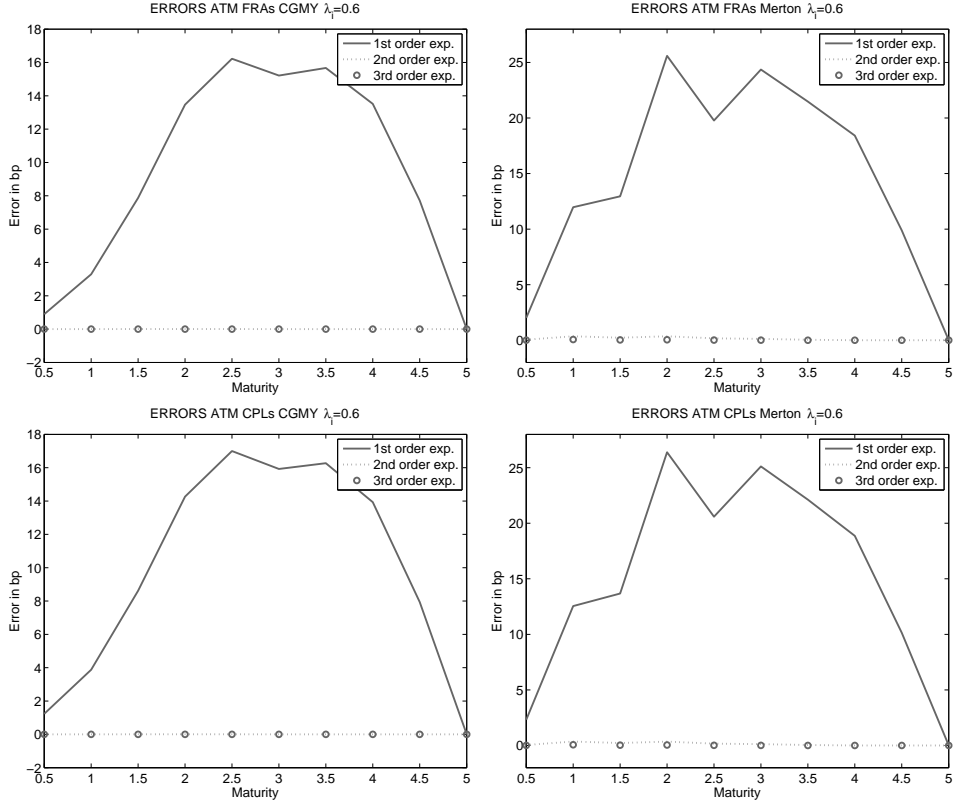 ERRORS ATM FRAs CGMY λi=0.6
18
16
14
12
10
8
6
4
2
0
−2
Error in bp
1st order exp.
2nd order exp.
3rd order exp.
0.5 1 1.5 2 2.5 3 3.5 4 4.5 5
Maturity
ERRORS ATM FRAs Merton λi=0.6
25
20
15
10
5
0
Error in bp
1st order exp.
2nd order exp.
3rd order exp.
0.5 1 1.5 2 2.5 3 3.5 4 4.5 5
Maturity
ERRORS ATM CPLs CGMY λi=0.6
18
16
14
12
10
8
6
4
2
0
−2
Error in bp
1st order exp.
2nd order exp.
3rd order exp.
0.5 1 1.5 2 2.5 3 3.5 4 4.5 5
Maturity
ERRORS ATM CPLs Merton λi=0.6
25
20
15
10
5
0
Error in bp
1st order exp.
2nd order exp.
3rd order exp.
0.5 1 1.5 2 2.5 3 3.5 4 4.5 5
Maturity